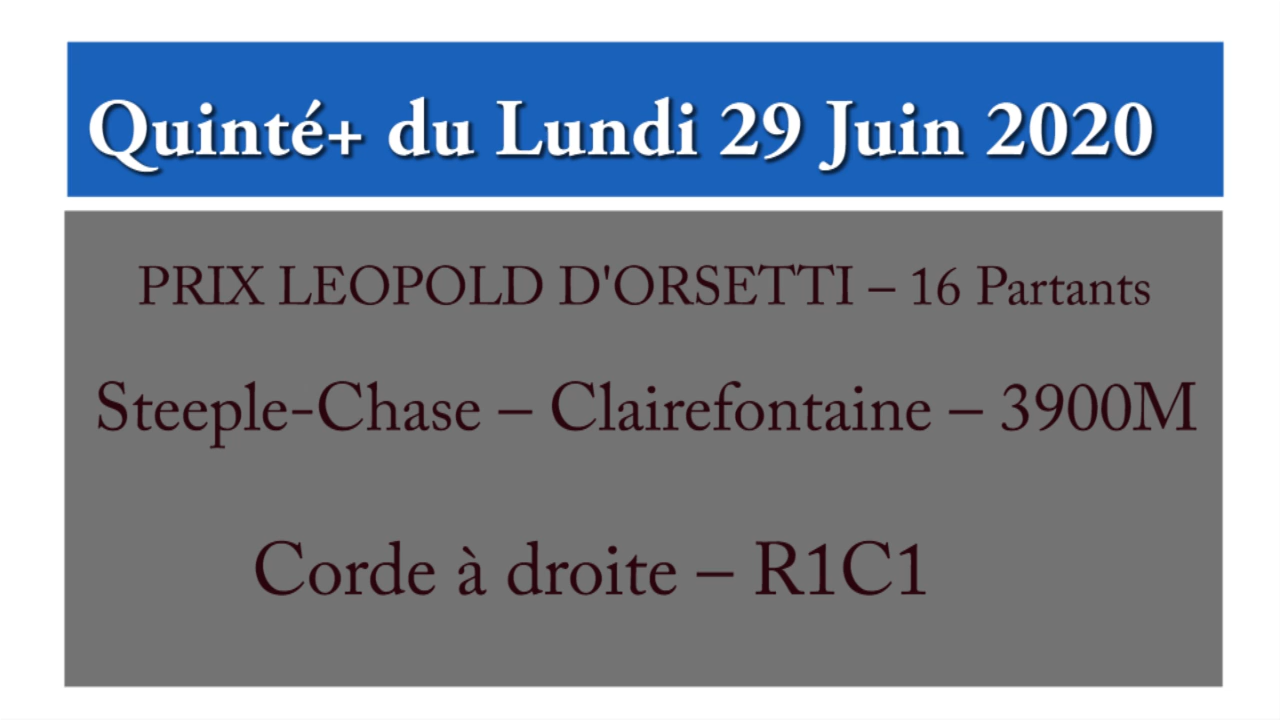 Quinté+ du Lundi 29 Juin 2020
PRIX LEOPOLD D'ORSETTI – 16 Partants
Steeple-Chase – Clairefontaine – 3900M
Corde à droite – R1C1